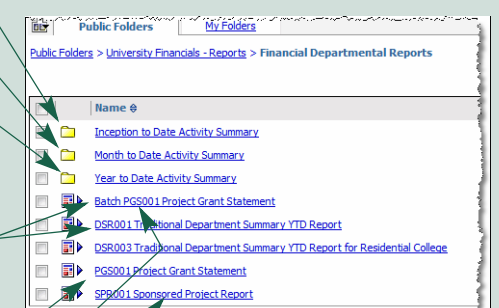 Public Folders My Folders
Public Folders > University Financials - Reports > Financial Departmental Reports
Name
Inception to Date Activity Summary
Month to Date Activity Summary
Year to Date Activity Summary
Batch PGS001 Project Grant Statement
DSR001 Traditional Department Summary YTD Report
DSR003 Traditional Department Summary YTD Report for Residential College
PGS001 Project Grant Statement
SPR001 Sponsored Project Report